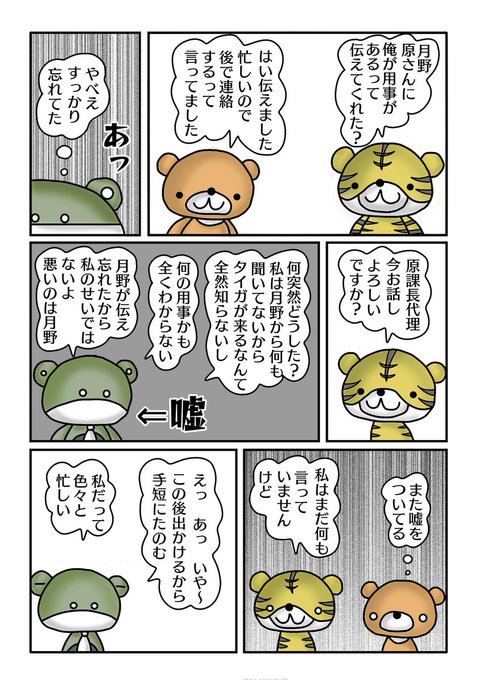 月野
原さんに
俺が用事が
あるって
伝えてくれた?
はい伝えました
忙しいので
後で連絡
するって
言ってました
やべえ
すっかり
忘れてた
あっ
原課長代理
今お話し
よろしい
ですか?
何突然どうした?
私は月野から何も
聞いてないから
タイガが来るなんて
全然知らないし
何の用事かも
全くわからない
月野が伝え
忘れたから
私のせいでは
ないよ
悪いのは月野
⇐嘘
また嘘を
ついてる
私はまだ何も
言って
いません
けど
えっ あっ いや~
この後出かけるから
手短にたのむ
私だって
色々と
忙しい